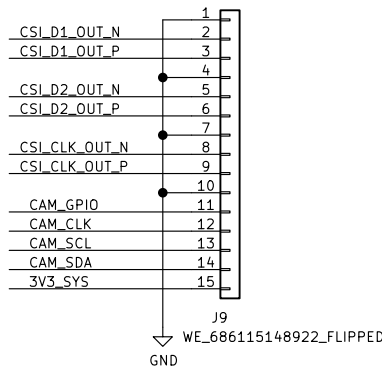 1
CSI_D1_OUT_N 2
CSI_D1_OUT_P 3
4
CSI_D2_OUT_N 5
CSI_D2_OUT_P 6
7
CSI_CLK_OUT_N 8
CSI_CLK_OUT_P 9
10
CAM_GPIO 11
CAM_CLK 12
CAM_SCL 13
CAM_SDA 14
3V3_SYS 15
J9
WE_686115148922_FLIPPED
GND